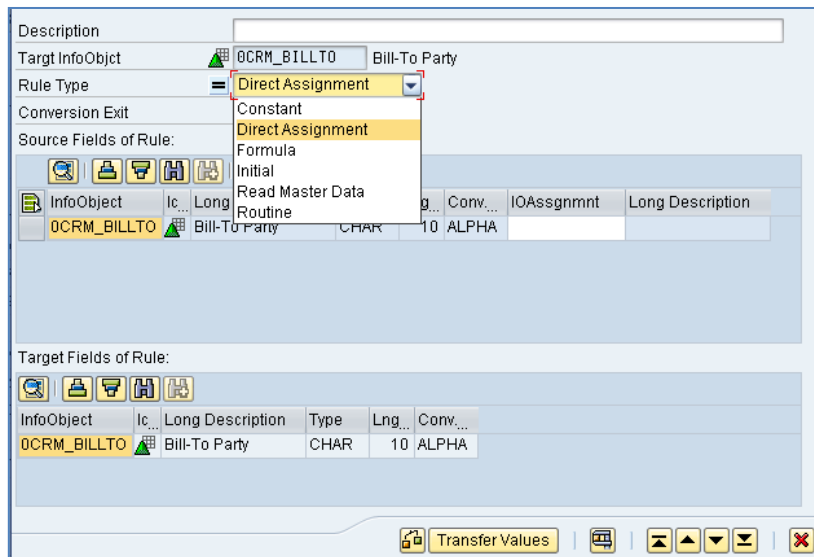 Description
Targt InfoObjct 0CRM_BILLTO Bill-To Party
Rule Type = Direct Assignment
Conversion Exit
Constant
Direct Assignment
Formula
Initial
Read Master Data
Routine
Source Fields of Rule:
InfoObject Ic... Long g... Conv.... IOAssgnmnt Long Description
0CRM_BILLTO Bill-To Party CHAR 10 ALPHA
Target Fields of Rule:
InfoObject Ic... Long Description Type Lng... Conv....
0CRM_BILLTO Bill-To Party CHAR 10 ALPHA
Transfer Values